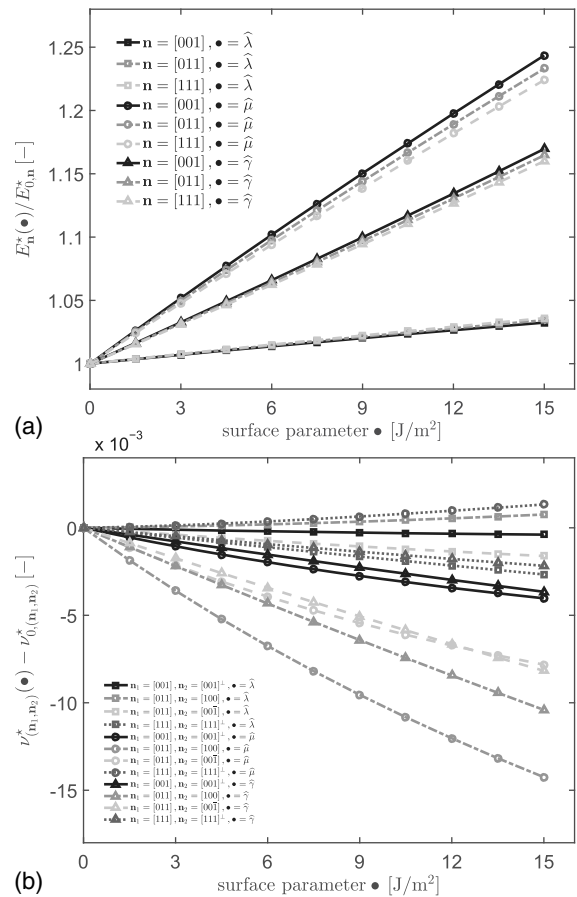 1.25
1.2
1.15
1.1
1.05
1
E*n(●)/E*0,n [−]
n = [001] , ● = λ̂
n = [011] , ● = λ̂
n = [111] , ● = λ̂
n = [001] , ● = μ̂
n = [011] , ● = μ̂
n = [111] , ● = μ̂
n = [001] , ● = γ̂
n = [011] , ● = γ̂
n = [111] , ● = γ̂
0 3 6 9 12 15
(a) surface parameter ● [J/m²]
x 10⁻³
0
-5
-10
-15
ν*(n₁,n₂)(●) − ν*0,(n₁,n₂) [−]
n₁ = [001] , n₂ = [001]⊥ , ● = λ̂
n₁ = [011] , n₂ = [100] , ● = λ̂
n₁ = [011] , n₂ = [001̄] , ● = λ̂
n₁ = [111] , n₂ = [111]⊥ , ● = λ̂
n₁ = [001] , n₂ = [001]⊥ , ● = μ̂
n₁ = [011] , n₂ = [100] , ● = μ̂
n₁ = [011] , n₂ = [001̄] , ● = μ̂
n₁ = [111] , n₂ = [111]⊥ , ● = μ̂
n₁ = [001] , n₂ = [001]⊥ , ● = γ̂
n₁ = [011] , n₂ = [100] , ● = γ̂
n₁ = [011] , n₂ = [001̄] , ● = γ̂
n₁ = [111] , n₂ = [111]⊥ , ● = γ̂
0 3 6 9 12 15
(b) surface parameter ● [J/m²]